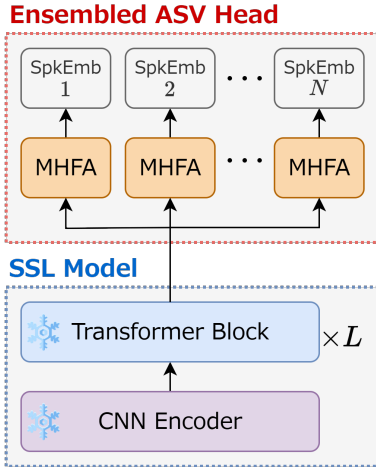 Ensembled ASV Head
SpkEmb
1
SpkEmb
2
...
SpkEmb
N
MHFA
MHFA
...
MHFA
SSL Model
Transformer Block
×L
CNN Encoder